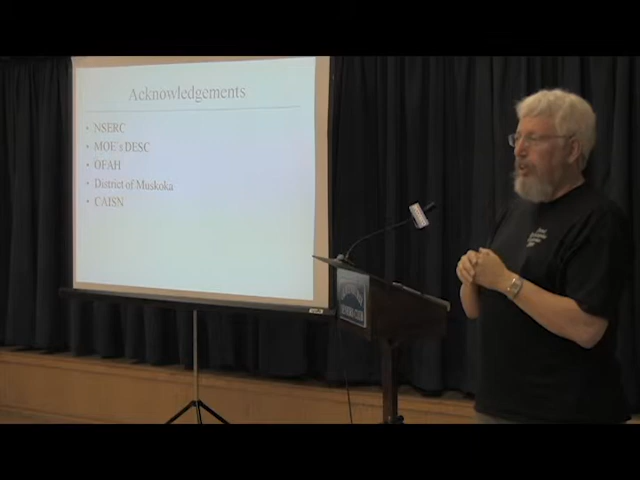 Acknowledgements
• NSERC
• MOE's DESC
• OFAH
• District of Muskoka
• CAISN